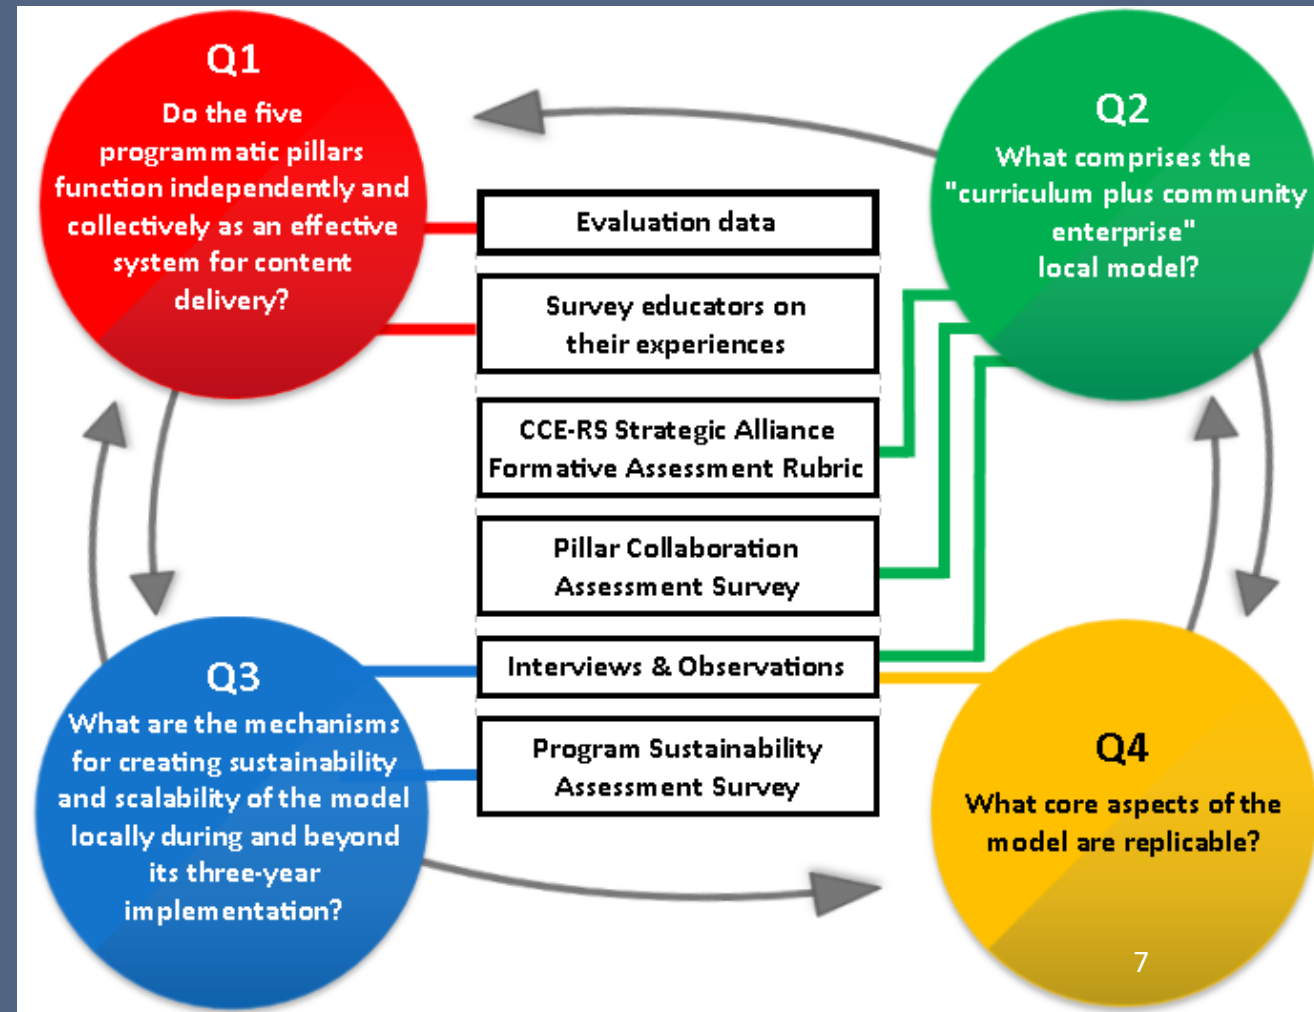 Q1
Do the five
programmatic pillars
function independently and
collectively as an effective
system for content
delivery?
Q2
What comprises the
"curriculum plus community
enterprise"
local model?
Evaluation data
Survey educators on
their experiences
CCE-RS Strategic Alliance
Formative Assessment Rubric
Pillar Collaboration
Assessment Survey
Interviews & Observations
Program Sustainability
Assessment Survey
Q3
What are the mechanisms
for creating sustainability
and scalability of the model
locally during and beyond
its three-year
implementation?
Q4
What core aspects of the
model are replicable?
7